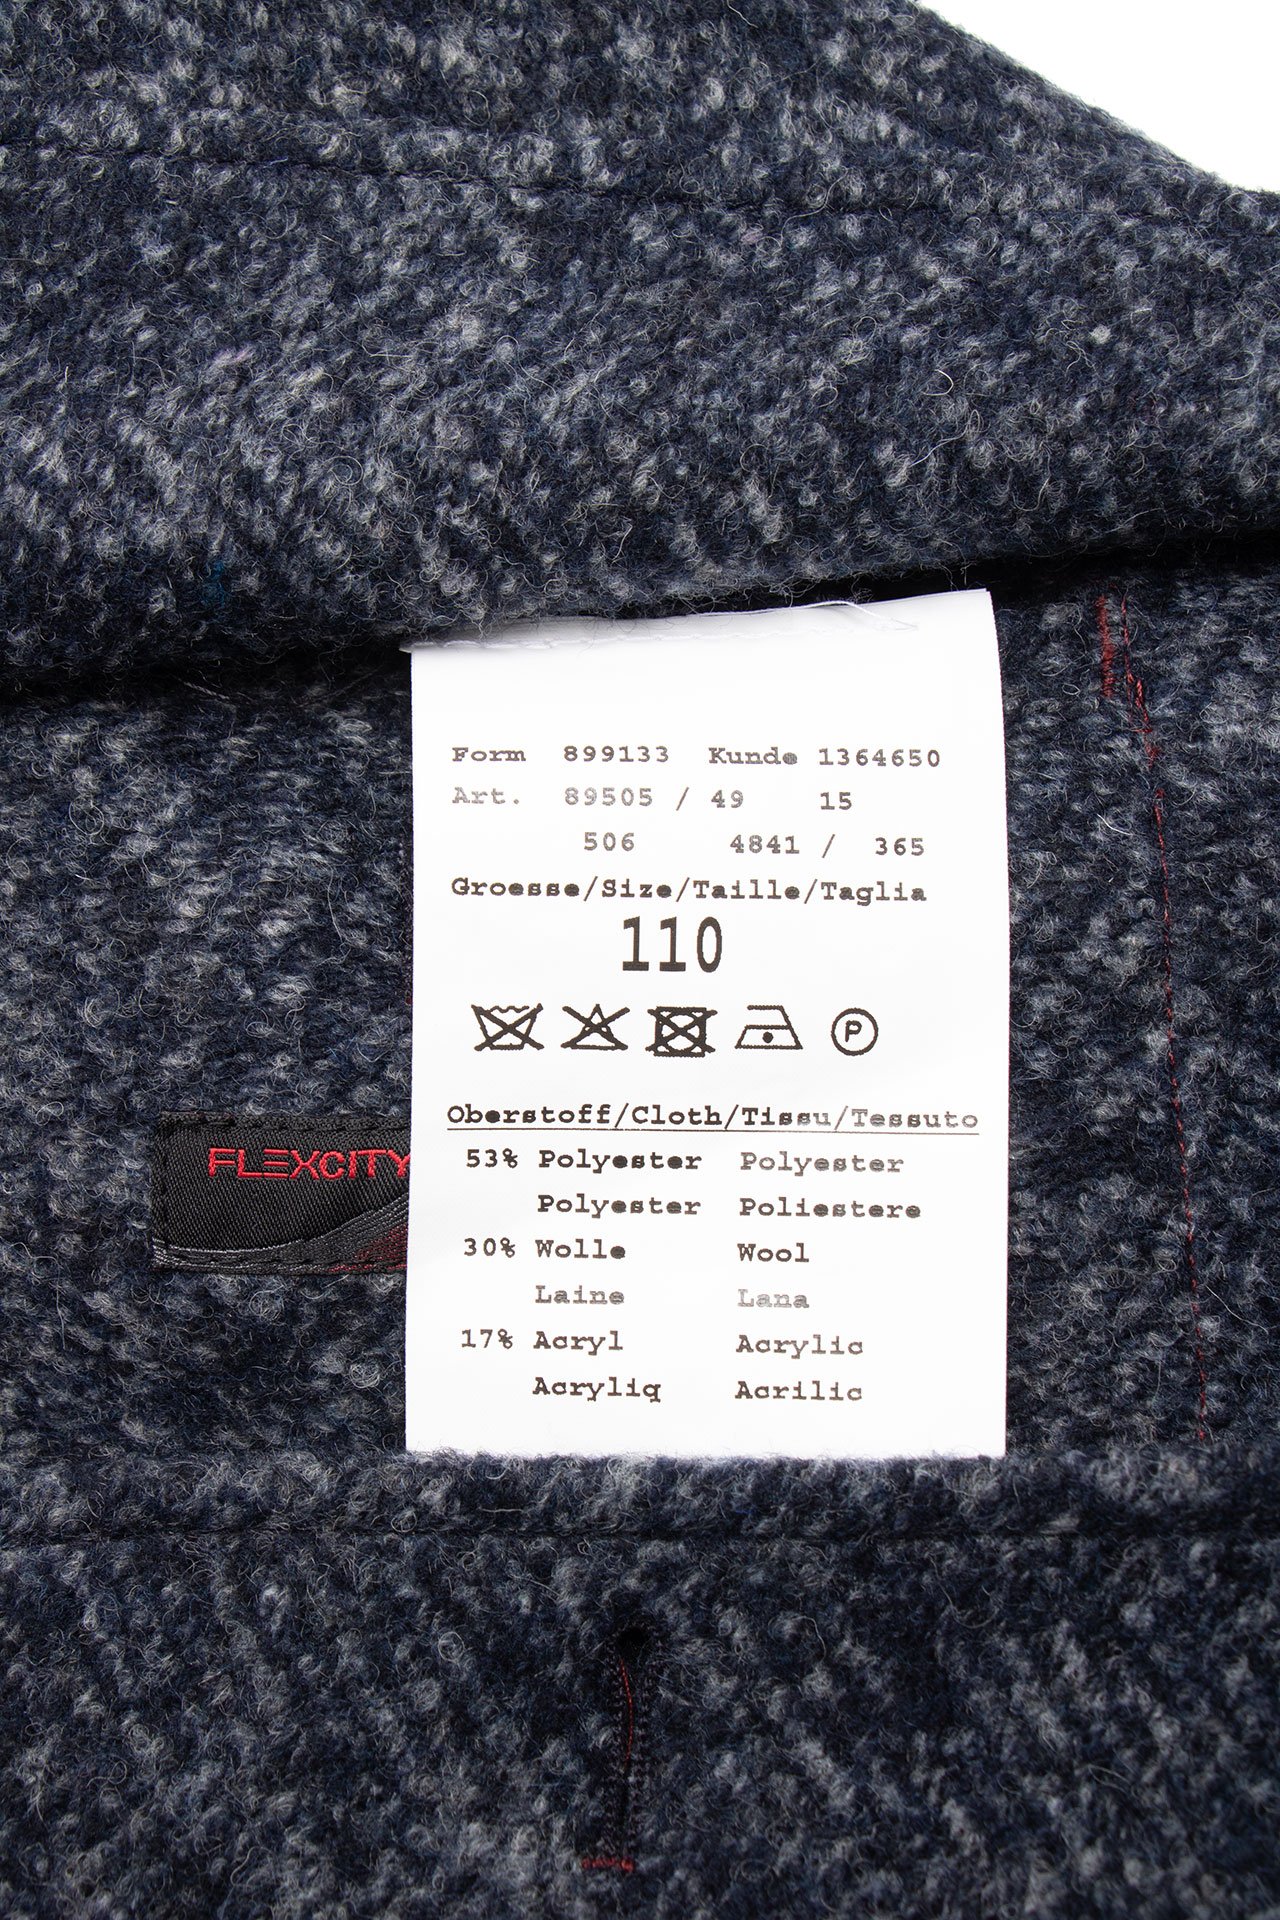 Form 899133 Kunde 1364650
Art. 89505 / 49 15
506 4841 / 365
Groesse/Size/Taille/Taglia
110
P
Oberstoff/Cloth/Tissu/Tessuto
53% Polyester Polyester
Polyester Poliestere
30% Wolle Wool
Laine Lana
17% Acryl Acrylic
Acryliq Acrilic
FLEXCITY